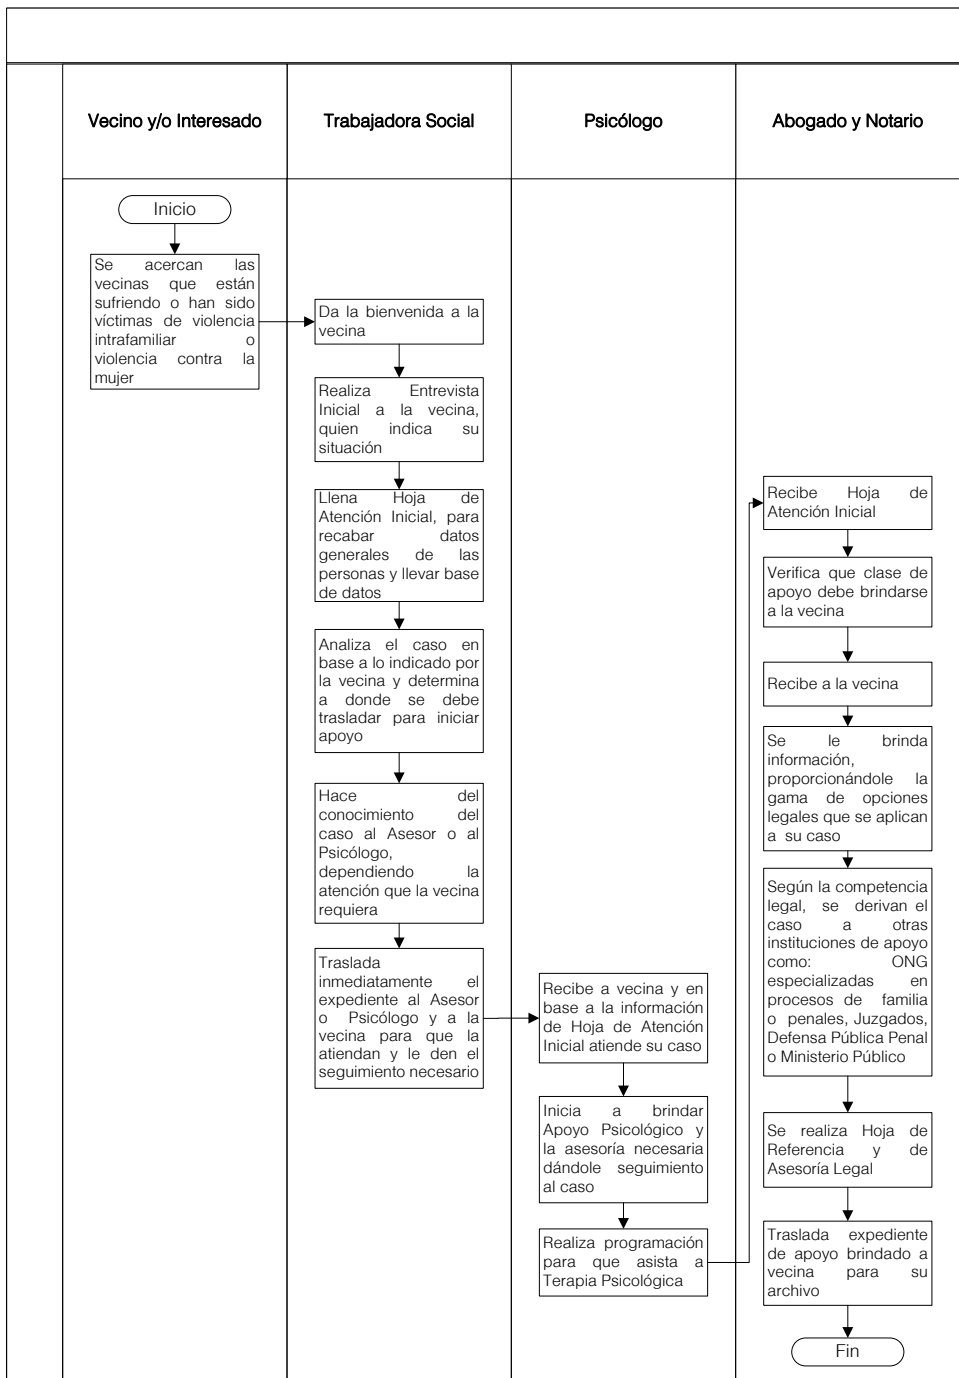 Vecino y/o Interesado
Trabajadora Social
Psicólogo
Abogado y Notario
Inicio
Se acercan las
vecinas que están
sufriendo o han sido
víctimas de violencia
intrafamiliar o
violencia contra la
mujer
Da la bienvenida a la
vecina
Realiza Entrevista
Inicial a la vecina,
quien indica su
situación
Llena Hoja de
Atención Inicial, para
recabar datos
generales de las
personas y llevar base
de datos
Analiza el caso en
base a lo indicado por
la vecina y determina
a donde se debe
trasladar para iniciar
apoyo
Hace del
conocimiento del
caso al Asesor o al
Psicólogo,
dependiendo la
atención que la vecina
requiera
Traslada
inmediatamente el
expediente al Asesor
o Psicólogo y a la
vecina para que la
atiendan y le den el
seguimiento necesario
Recibe a vecina y en
base a la información
de Hoja de Atención
Inicial atiende su caso
Inicia a brindar
Apoyo Psicológico y
la asesoría necesaria
dándole seguimiento
al caso
Realiza programación
para que asista a
Terapia Psicológica
Recibe Hoja de
Atención Inicial
Verifica que clase de
apoyo debe brindarse
a la vecina
Recibe a la vecina
Se le brinda
información,
proporcionándole la
gama de opciones
legales que se aplican
a su caso
Según la competencia
legal, se derivan el
caso a otras
instituciones de apoyo
como: ONG
especializadas en
procesos de familia
o penales, Juzgados,
Defensa Pública Penal
o Ministerio Público
Se realiza Hoja de
Referencia y de
Asesoría Legal
Traslada expediente
de apoyo brindado a
vecina para su
archivo
Fin